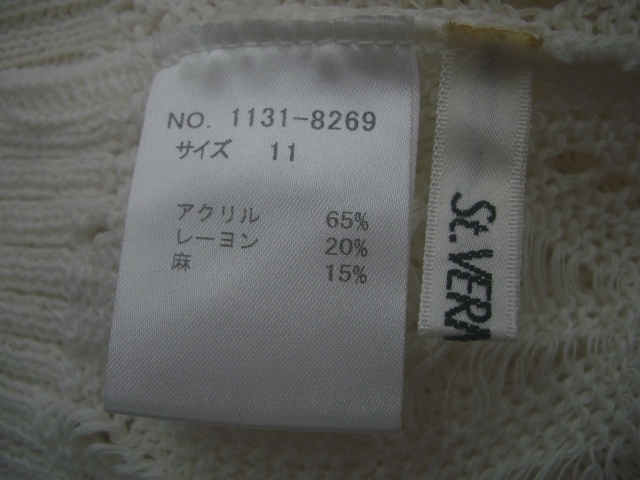 NO. 1131-8269
サイズ 11
アクリル 65%
レーヨン 20%
麻 15%
St. VERA